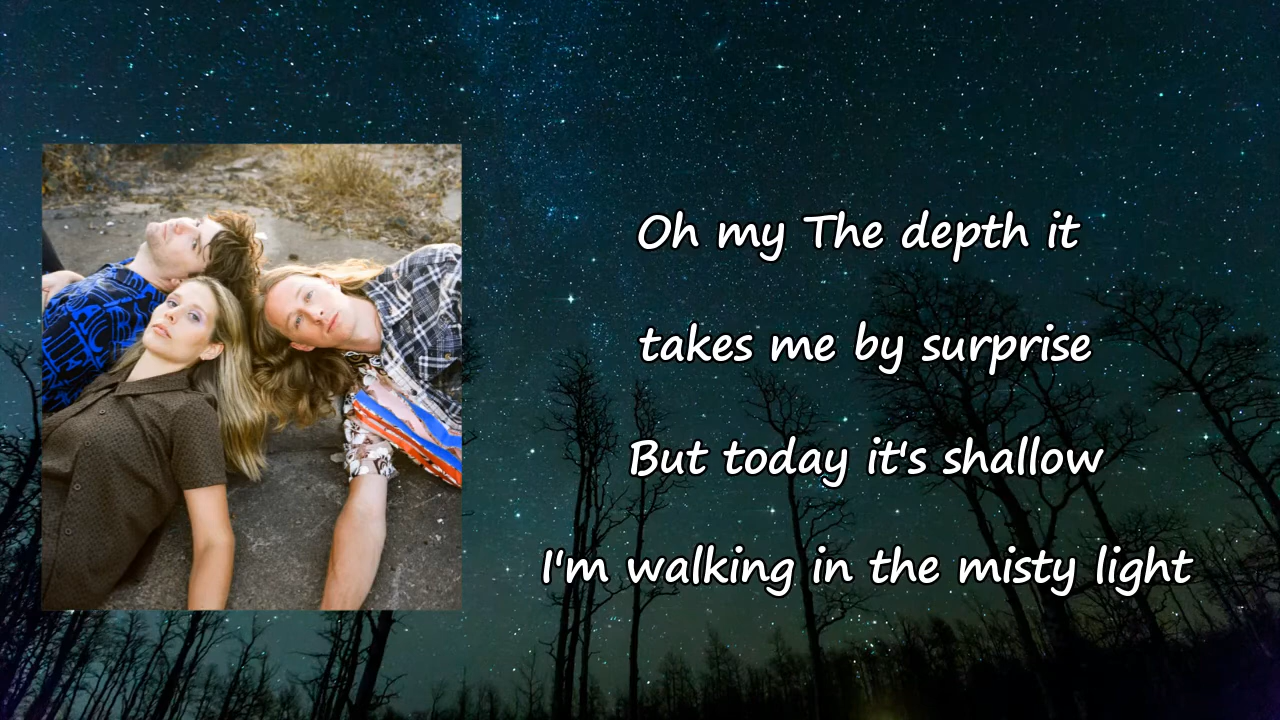 Oh my The depth it
takes me by surprise
But today it's shallow
I'm walking in the misty light